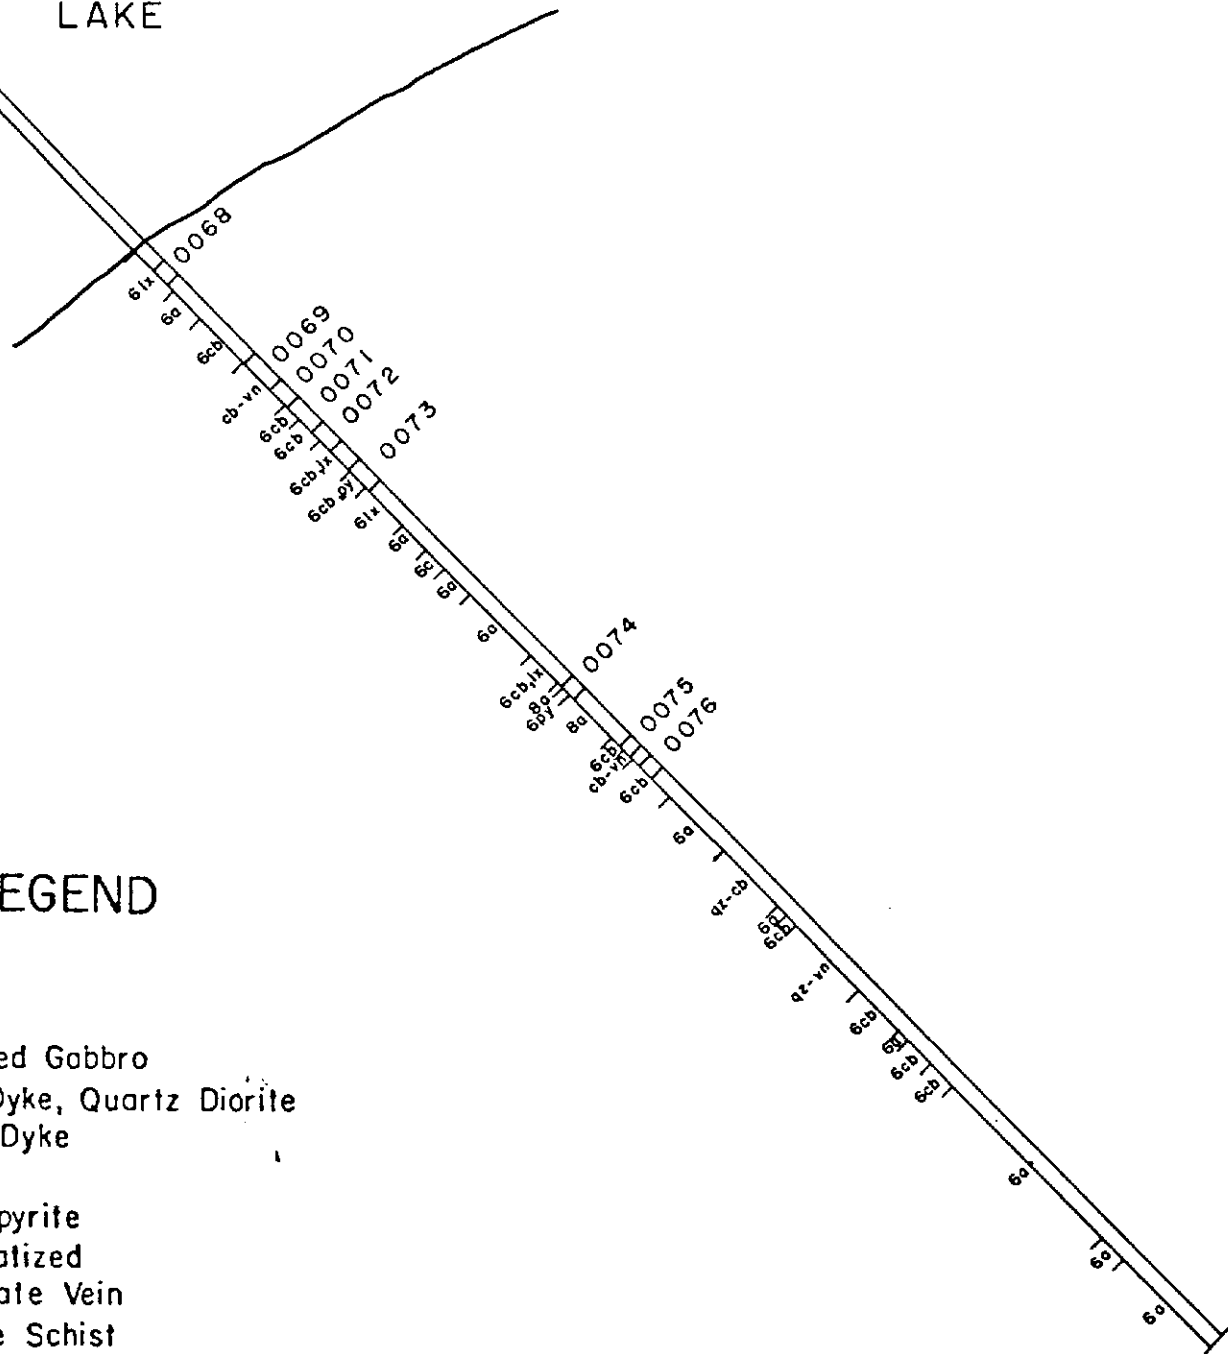 LAKE
0068
6lx
6a
6cb
0069
0070
0071
0072
0073
cb-vn
6cb
6cb
6cb,lx
6cb,py
6lx
6a
6c
6a
6a
0074
6cb,lx
8a
6py
8a
0075
0076
6cb
cb-vn
6cb
6a
qz-cb
6a
6cb
qz-vn
6cb
6cb
6cb
6a
6a
6a
EGEND
ed Gabbro
Dyke, Quartz Diorite
Dyke
pyrite
atized
ate Vein
e Schist